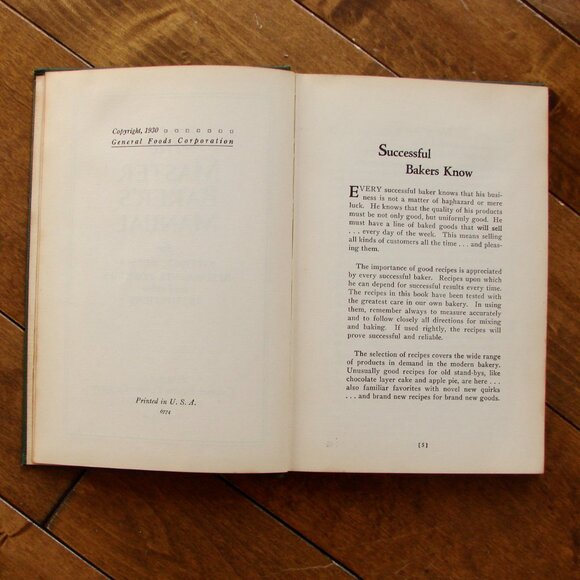 Copyright, 1930
General Foods Corporation
Printed in U. S. A.
0724
Successful
Bakers Know
EVERY successful baker knows that his busi-
ness is not a matter of haphazard or mere
luck. He knows that the quality of his products
must be not only good, but uniformly good. He
must have a line of baked goods that will sell
. . . every day of the week. This means selling
all kinds of customers all the time . . . and pleas-
ing them.
The importance of good recipes is appreciated
by every successful baker. Recipes upon which
he can depend for successful results every time.
The recipes in this book have been tested with
the greatest care in our own bakery. In using
them, remember always to measure accurately
and to follow closely all directions for mixing
and baking. If used rightly, the recipes will
prove successful and reliable.
The selection of recipes covers the wide range
of products in demand in the modern bakery.
Unusually good recipes for old stand-bys, like
chocolate layer cake and apple pie, are here . . .
also familiar favorites with novel new quirks
. . . and brand new recipes for brand new goods.
[5]